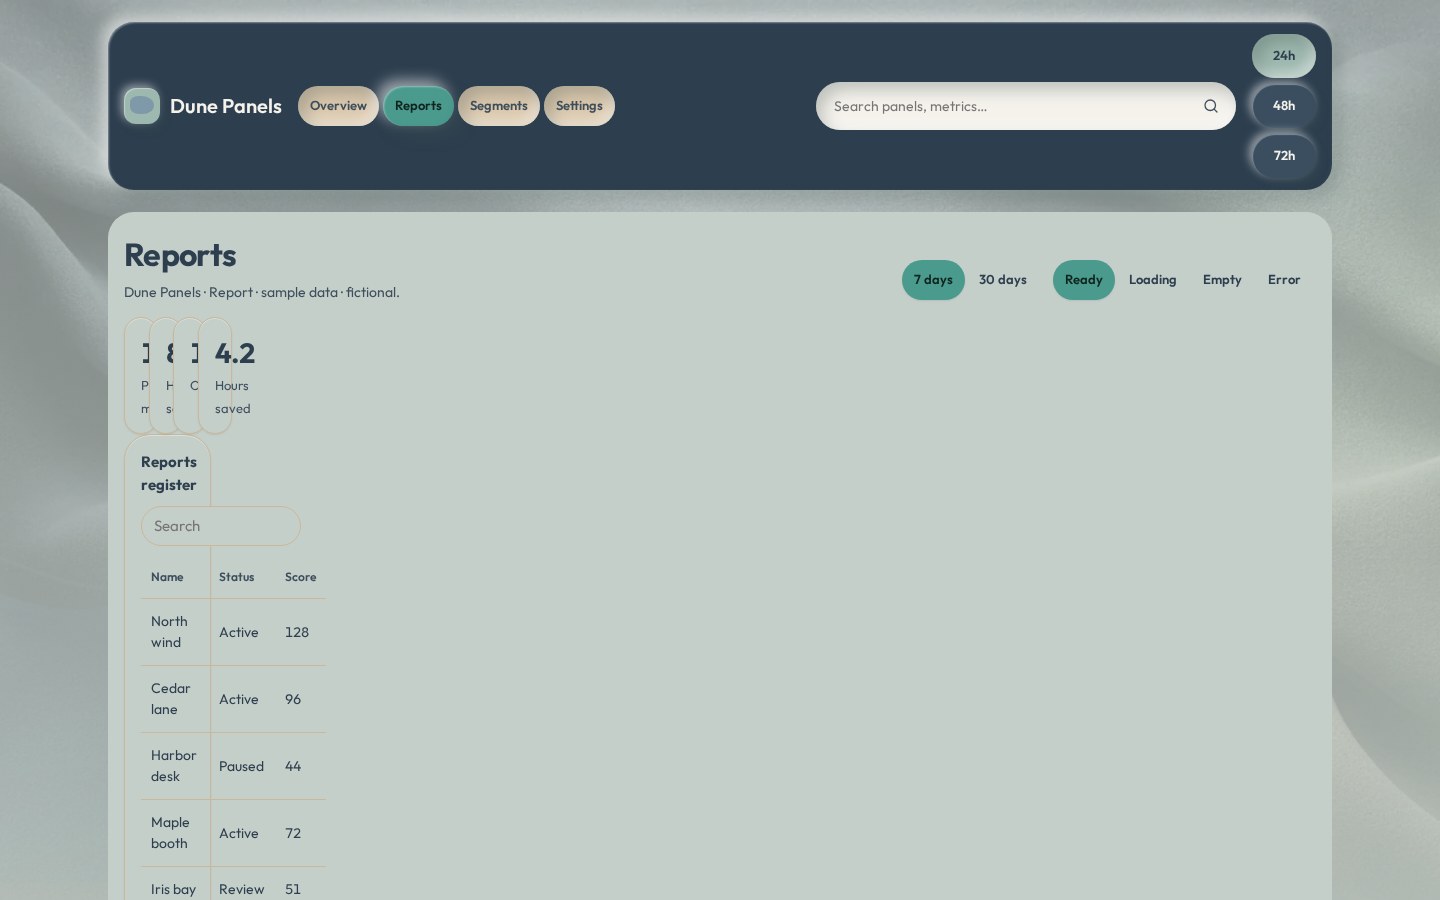 Dune Panels
Overview
Reports
Segments
Settings
Search panels, metrics...
24h
48h
72h
Reports
Dune Panels · Report · sample data · fictional.
7 days
30 days
Ready
Loading
Empty
Error
4.2
Hours
saved
Reports
register
Search
Name Status Score
North
wind
Active 128
Cedar
lane
Active 96
Harbor
desk
Paused 44
Maple
booth
Active 72
Iris bay Review 51